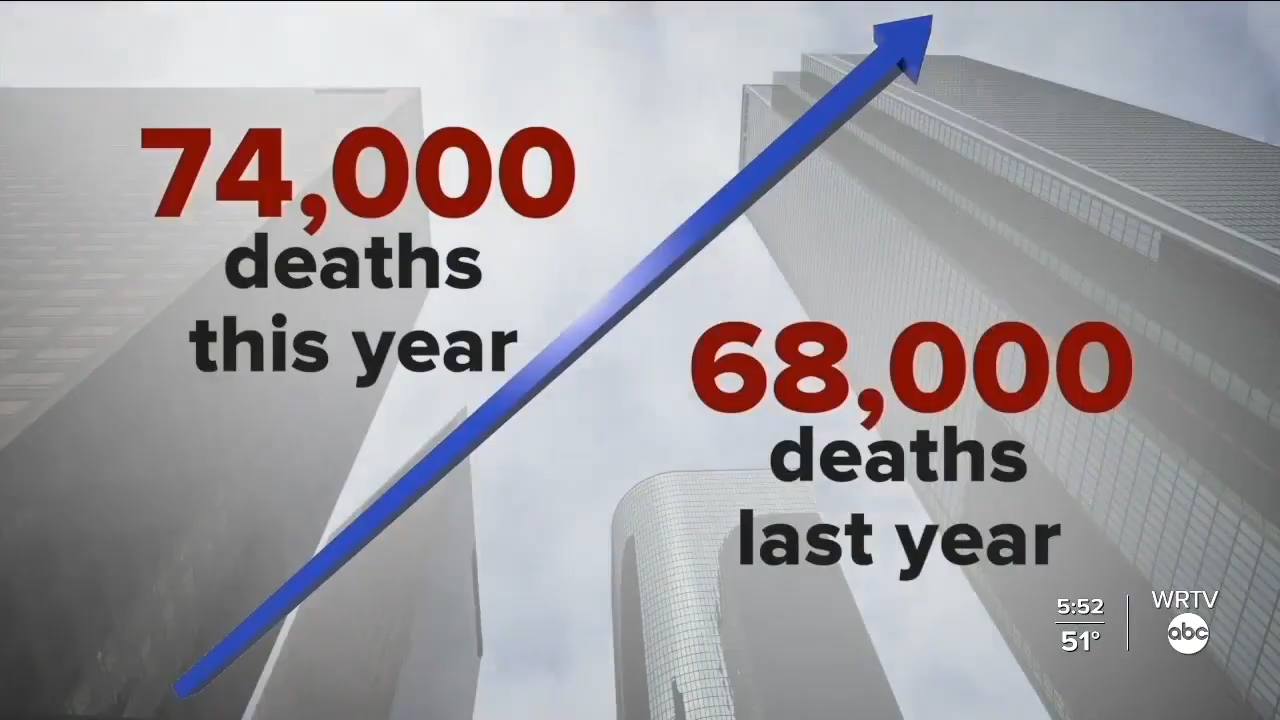 74,000
deaths
this year
68,000
deaths
last year
5:52
51°
WRTV
abc